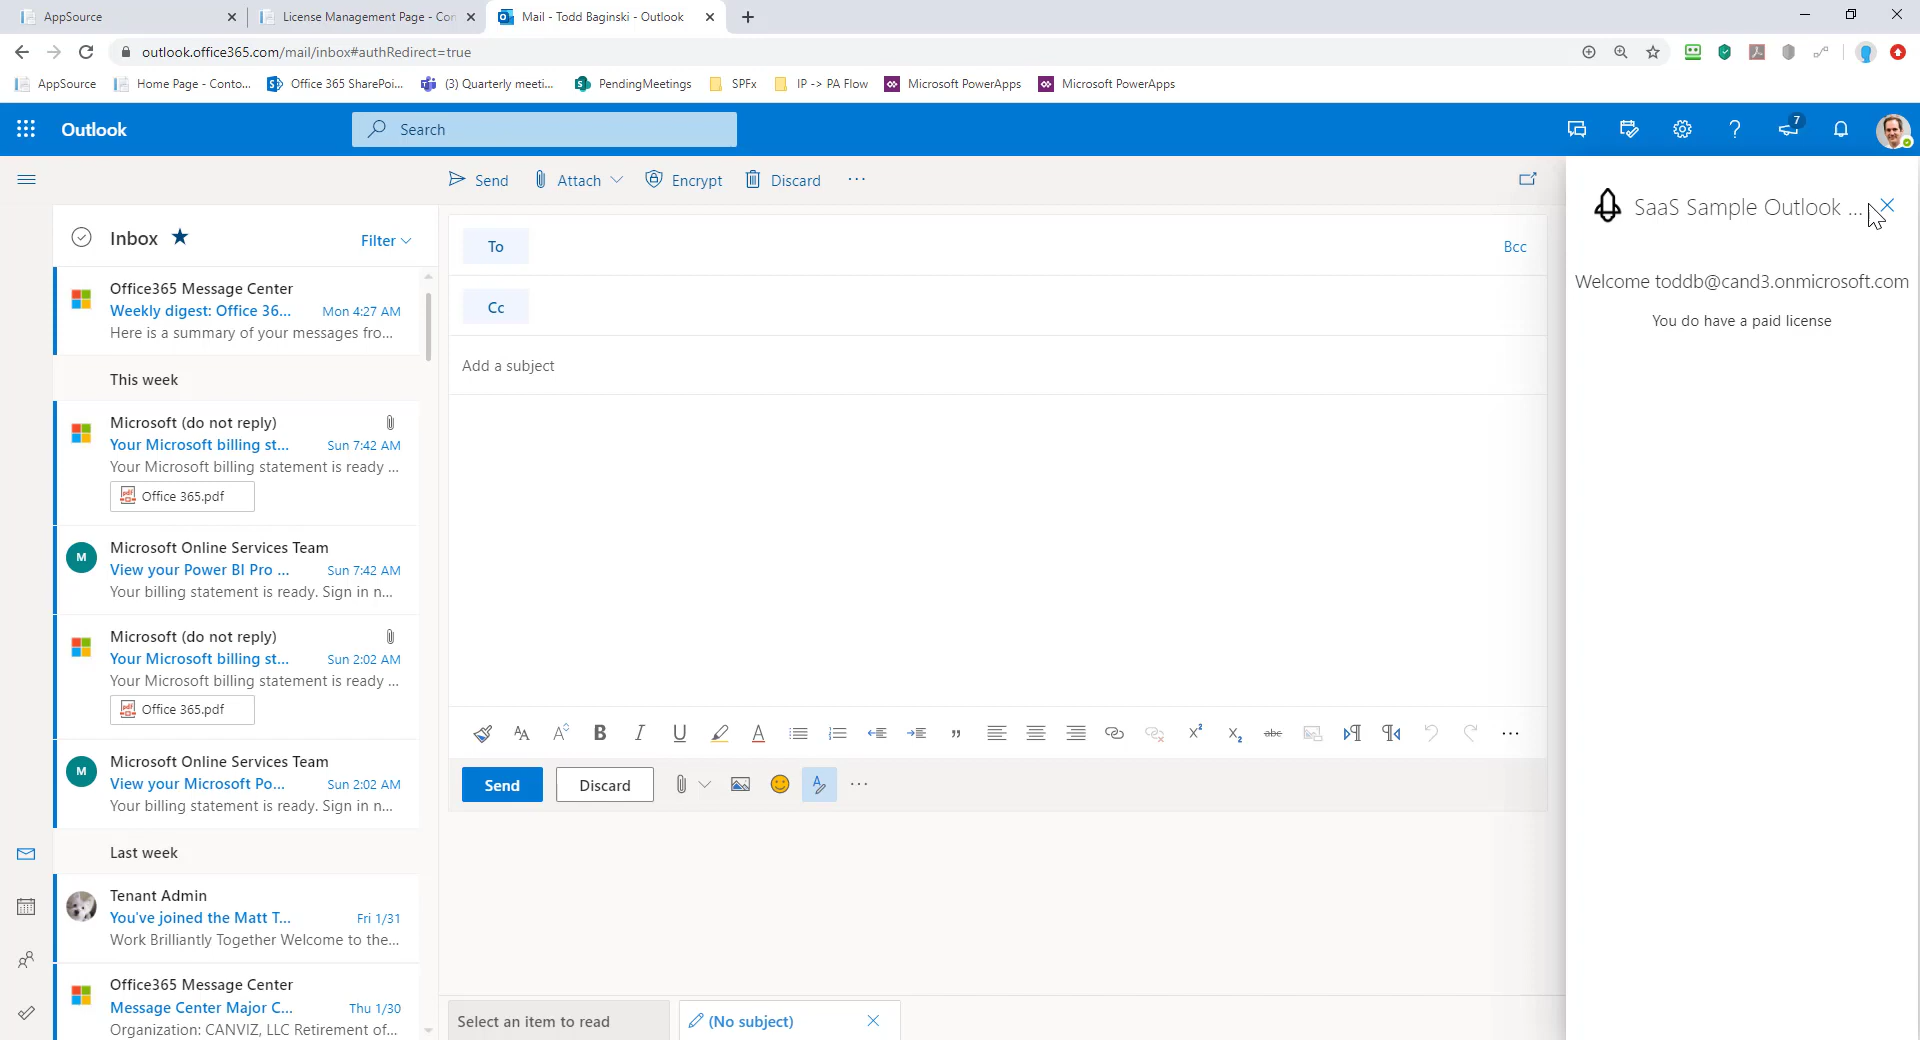 AppSource
License Management Page - Con
Mail - Todd Baginski - Outlook
outlook.office365.com/mail/inbox#authRedirect=true
AppSource
Home Page - Conto...
Office 365 SharePoi...
(3) Quarterly meeti...
PendingMeetings
SPFx
IP -> PA Flow
Microsoft PowerApps
Microsoft PowerApps
Outlook
Search
7
Send
Attach
Encrypt
Discard
Inbox
Filter
Office365 Message Center
Weekly digest: Office 36...
Mon 4:27 AM
Here is a summary of your messages fro...
This week
Microsoft (do not reply)
Your Microsoft billing st...
Sun 7:42 AM
Your Microsoft billing statement is ready ...
Office 365.pdf
M
Microsoft Online Services Team
View your Power BI Pro ...
Sun 7:42 AM
Your billing statement is ready. Sign in n...
Microsoft (do not reply)
Your Microsoft billing st...
Sun 2:02 AM
Your Microsoft billing statement is ready ...
Office 365.pdf
M
Microsoft Online Services Team
View your Microsoft Po...
Sun 2:02 AM
Your billing statement is ready. Sign in n...
Last week
Tenant Admin
You've joined the Matt T...
Fri 1/31
Work Brilliantly Together Welcome to the...
Office365 Message Center
Message Center Major C...
Thu 1/30
Organization: CANVIZ, LLC Retirement of...
To
Bcc
Cc
Add a subject
Send
Discard
Select an item to read
(No subject)
SaaS Sample Outlook ...
Welcome toddb@cand3.onmicrosoft.com
You do have a paid license